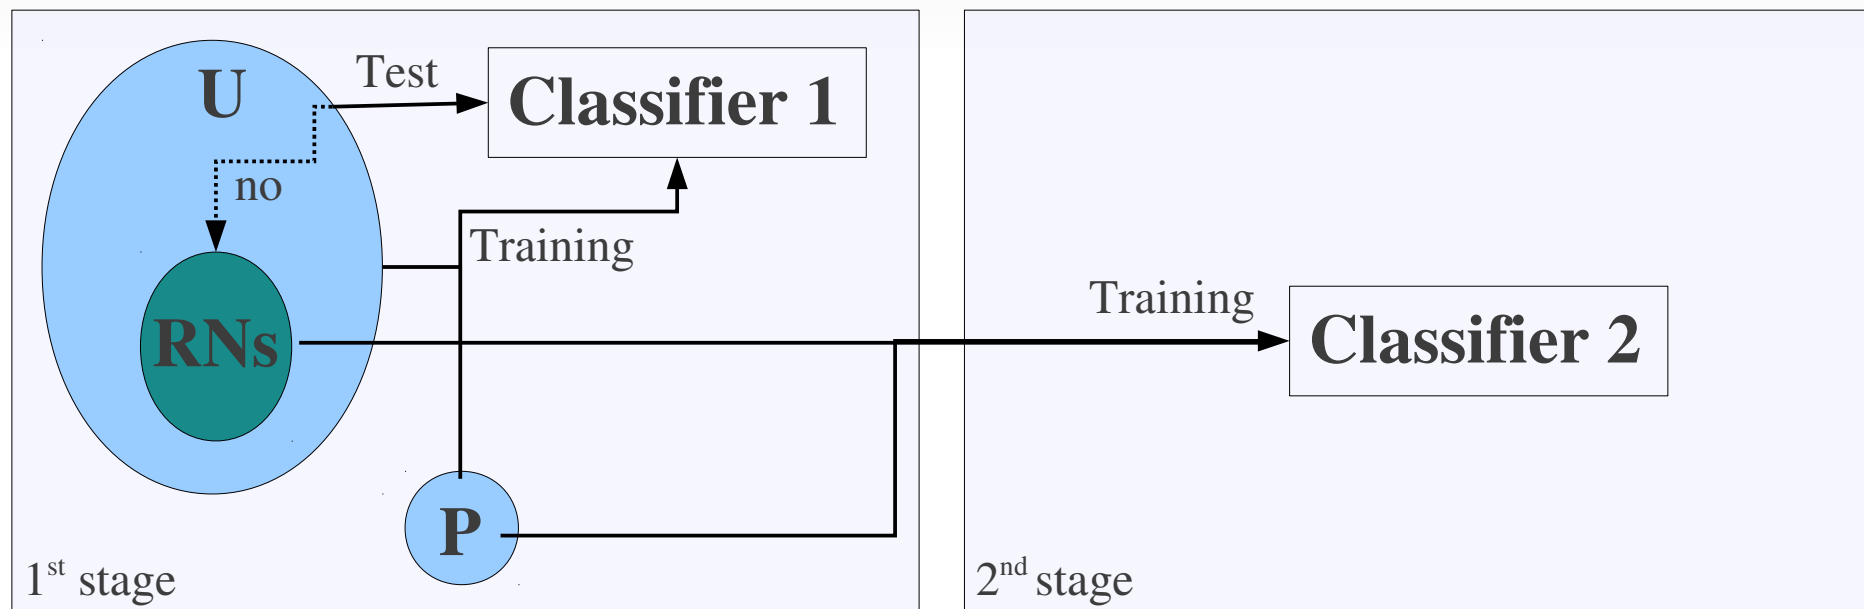 U
Test
Classifier 1
no
Training
RNs
P
1st stage
Training
Classifier 2
2nd stage